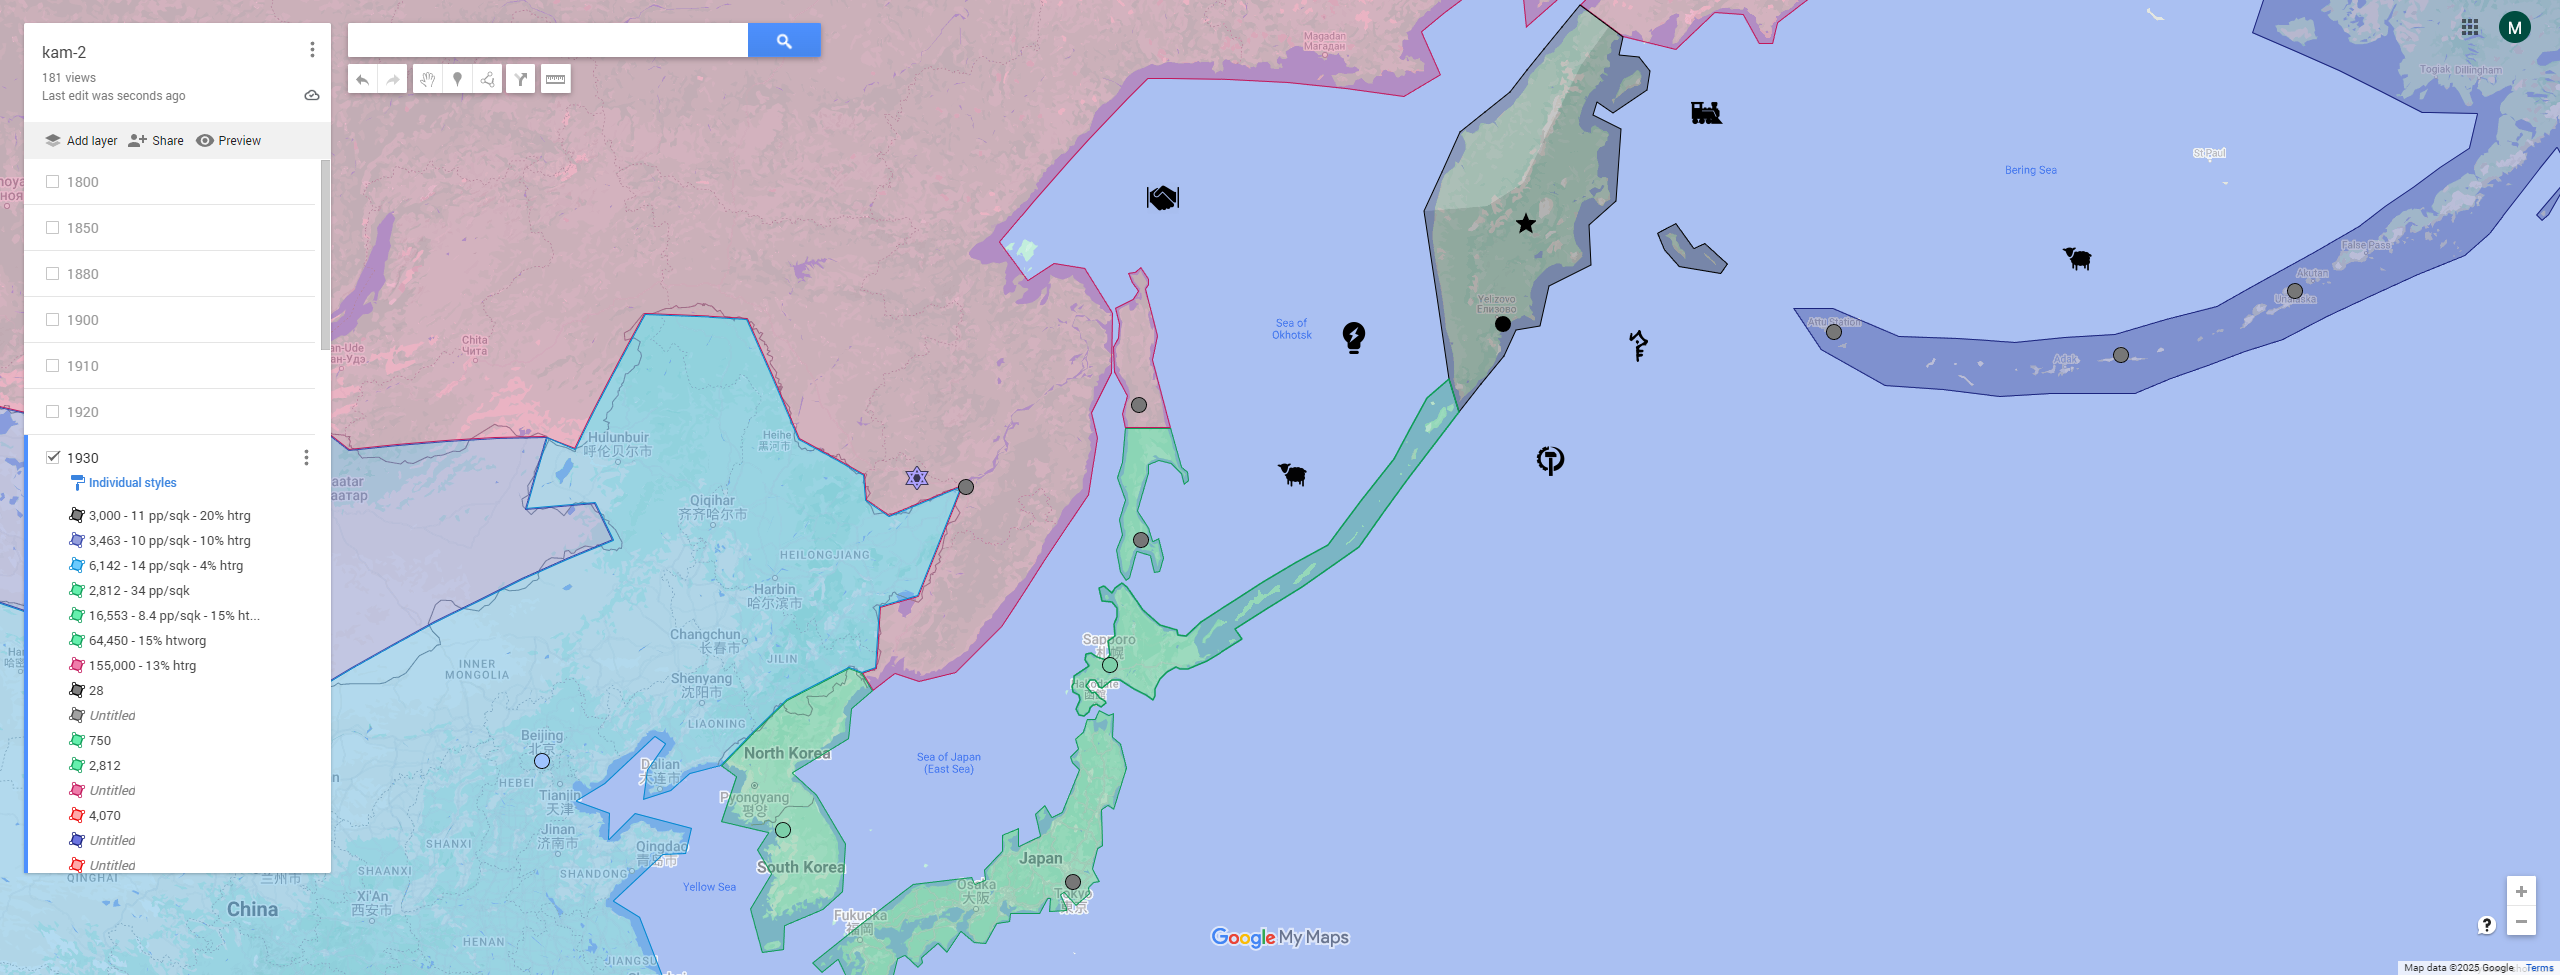 kam-2
181 views
Last edit was seconds ago
Add layer
Share
Preview
1800
1850
1880
1900
1910
1920
1930
Individual styles
3,000 - 11 pp/sqk - 20% htrg
3,463 - 10 pp/sqk - 10% htrg
6,142 - 14 pp/sqk - 4% htrg
2,812 - 34 pp/sqk
16,553 - 8.4 pp/sqk - 15% ht...
64,450 - 15% htworg
155,000 - 13% htrg
28
Untitled
750
2,812
Untitled
4,070
Untitled
Untitled
M
Magadan
Магадан
Togiak
Dillingham
St Paul
Bering Sea
False Pass
Akutan
Unalaska
Attu Station
Adak
Yelizovo
Елизово
Sea of
Okhotsk
Chita
Чита
an-Ude
ан-Удэ
aatar
аатар
Hulunbuir
呼伦贝尔市
Heihe
黑河市
Qiqihar
齐齐哈尔市
HEILONGJIANG
Harbin
哈尔滨市
Changchun
长春市
JILIN
INNER
MONGOLIA
Shenyang
沈阳市
LIAONING
Beijing
北京
HEBEI
Tianjin
天津
Dalian
大连市
Jinan
济南市
SHANXI
Qingdao
青岛市
SHANDONG
SHAANXI
QINGHAI
兰州市
Xi'An
西安市
China
HENAN
JIANGSU
Yellow Sea
North Korea
Pyongyang
평양
South Korea
Sea of Japan
(East Sea)
Sapporo
札幌
Hakodate
函館
Japan
Tokyo
東京
Osaka
大阪
Fukuoka
福岡
Google My Maps
Map data ©2025 Google
Terms